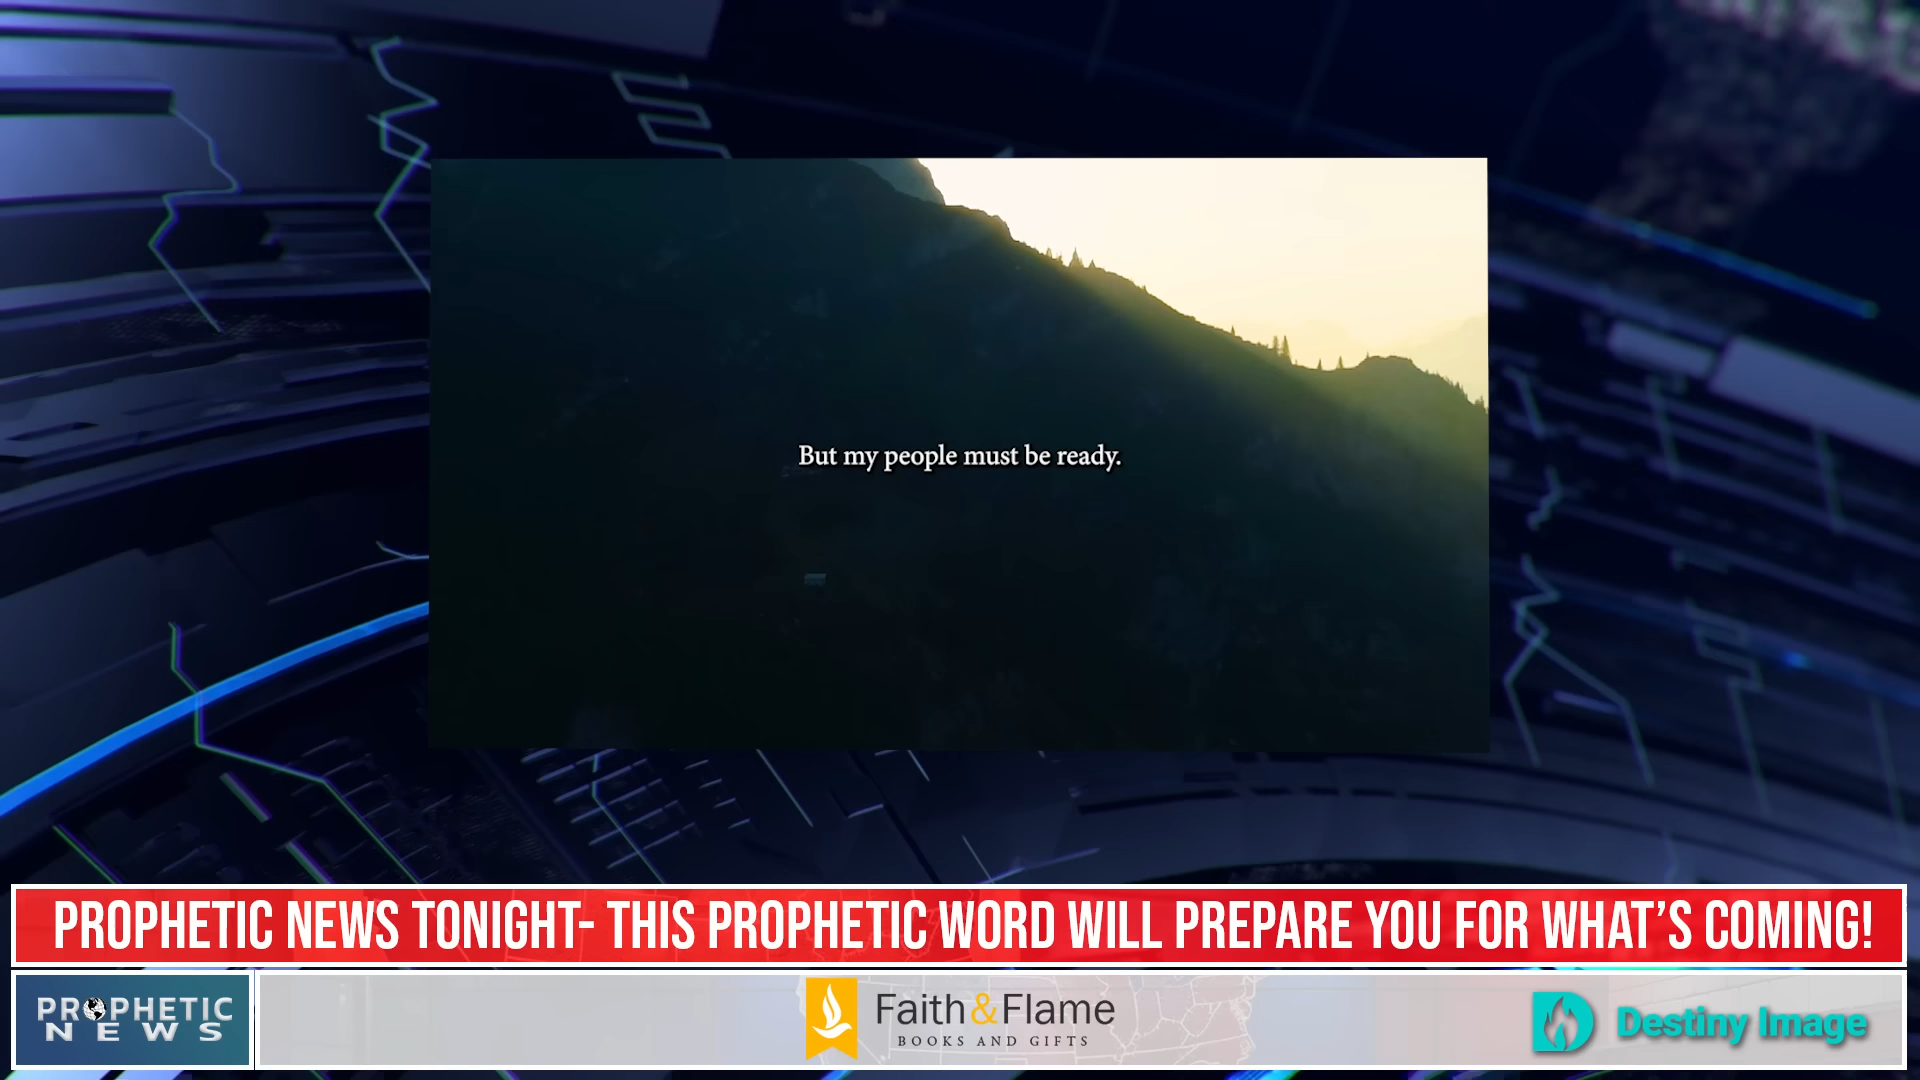 But my people must be ready.
PROPHETIC NEWS TONIGHT- THIS PROPHETIC WORD WILL PREPARE YOU FOR WHAT'S COMING!
PROPHETIC
NEWS
Faith&Flame
BOOKS AND GIFTS
Destiny Image